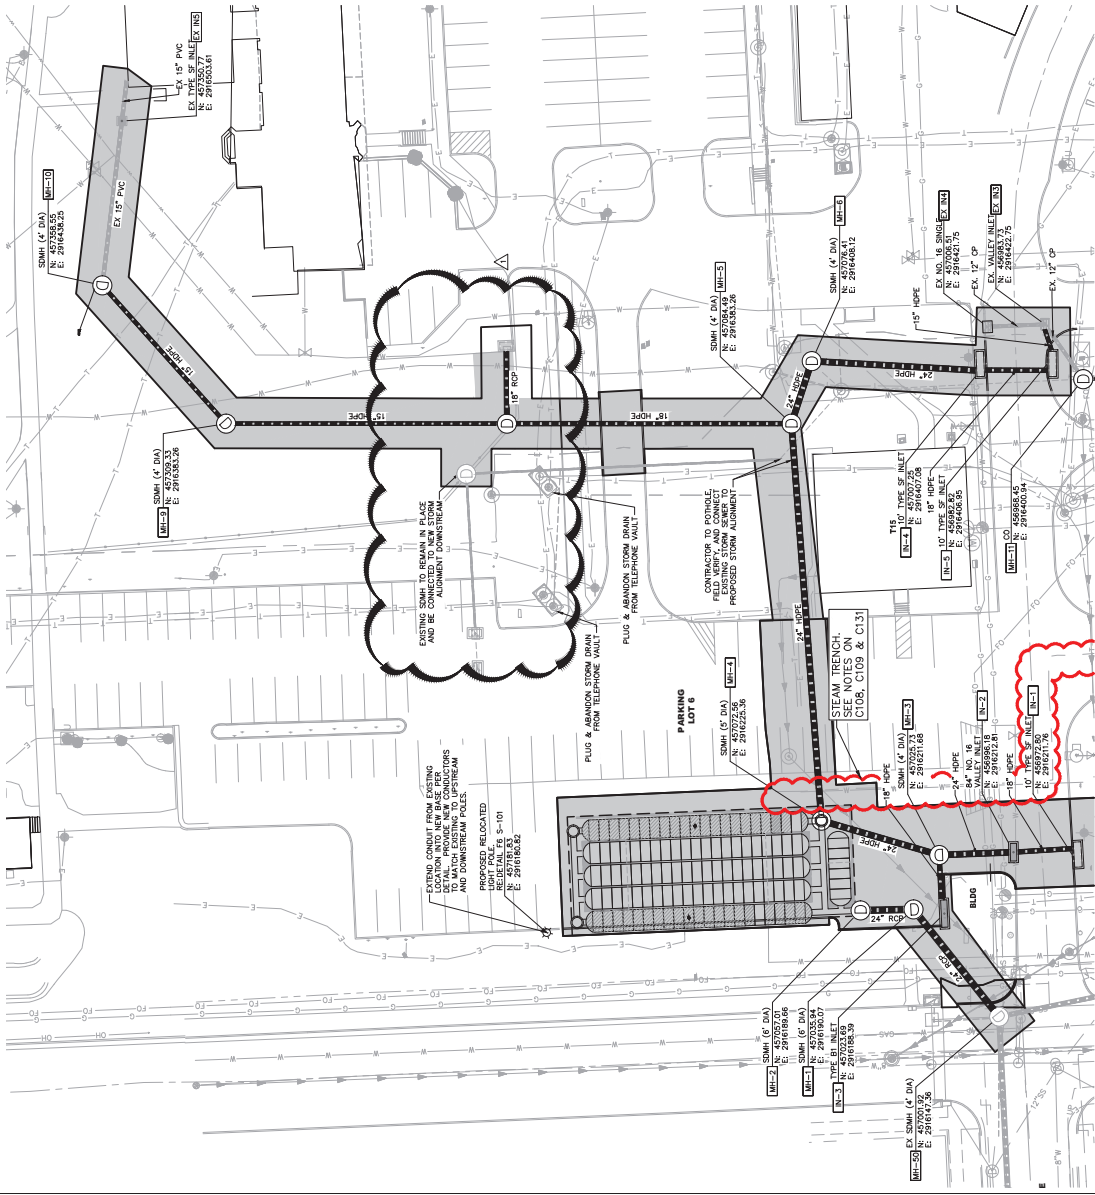 EX 15" PVC
EX TYPE SF INLET
EX IN5
N: 457350.77
E: 2916503.61
EX 15" PVC
SDMH (4' DIA)
MH-10
N: 457358.55
E: 2916438.25
15" HDPE
SDMH (4' DIA)
MH-9
N: 457309.33
E: 2916383.26
15" HDPE
18" RCP
18" HDPE
1
EXISTING SDMH TO REMAIN IN PLACE
AND BE CONNECTED TO NEW STORM
ALIGNMENT DOWNSTREAM
PLUG & ABANDON STORM DRAIN
FROM TELEPHONE VAULT
PLUG & ABANDON STORM DRAIN
FROM TELEPHONE VAULT
SDMH (4' DIA)
MH-5
N: 457084.49
E: 2916383.26
SDMH (4' DIA)
MH-6
N: 457076.41
E: 2916408.12
24" HDPE
24" HDPE
15" HDPE
EX NO. 16 SINGLE
EX IN4
N: 457006.51
E: 2916421.75
EX. 12" CP
EX. VALLEY INLET
EX IN3
N: 456983.73
E: 2916422.75
EX. 12" CP
CONTRACTOR TO POTHOLE,
FIELD VERIFY, AND CONNECT
EXISTING STORM SEWER TO
PROPOSED STORM ALIGNMENT
T15
10' TYPE SF INLET
IN-4
N: 457007.25
E: 2916407.08
18" HDPE
10' TYPE SF INLET
IN-5
N: 456982.82
E: 2916406.95
CO
MH-11
N: 456968.45
E: 2916400.94
24" HDPE
STEAM TRENCH.
SEE NOTES ON
C108, C109 & C131
PARKING
LOT 6
SDMH (5' DIA)
MH-4
N: 457072.56
E: 2916225.36
18" HDPE
SDMH (4' DIA)
MH-3
N: 457025.73
E: 2916211.68
24" HDPE
84" NO. 16
VALLEY INLET
IN-2
N: 456996.18
E: 2916212.81
18" HDPE
10' TYPE SF INLET
IN-1
N: 456972.80
E: 2916211.76
EXTEND CONDUIT FROM EXISTING
LOCATION INTO NEW BASE PER
DETAIL. PROVIDE NEW CONDUCTORS
TO MATCH EXISTING TO UPSTREAM
AND DOWNSTREAM POLES.
PROPOSED RELOCATED
LIGHT POLE.
RE:DETAIL F6 S-101
N: 457181.83
E: 2916180.82
24" HDPE
24" RCP
24" RCP
BLDG
SDMH (6' DIA)
MH-2
N: 457057.01
E: 2916189.66
SDMH (6' DIA)
MH-1
N: 457035.94
E: 2916190.07
TYPE B1 INLET
IN-3
N: 457023.69
E: 2916188.39
EX SDMH (4' DIA)
MH-50
N: 457001.92
E: 2916147.36
GAS
12"SS
8"W